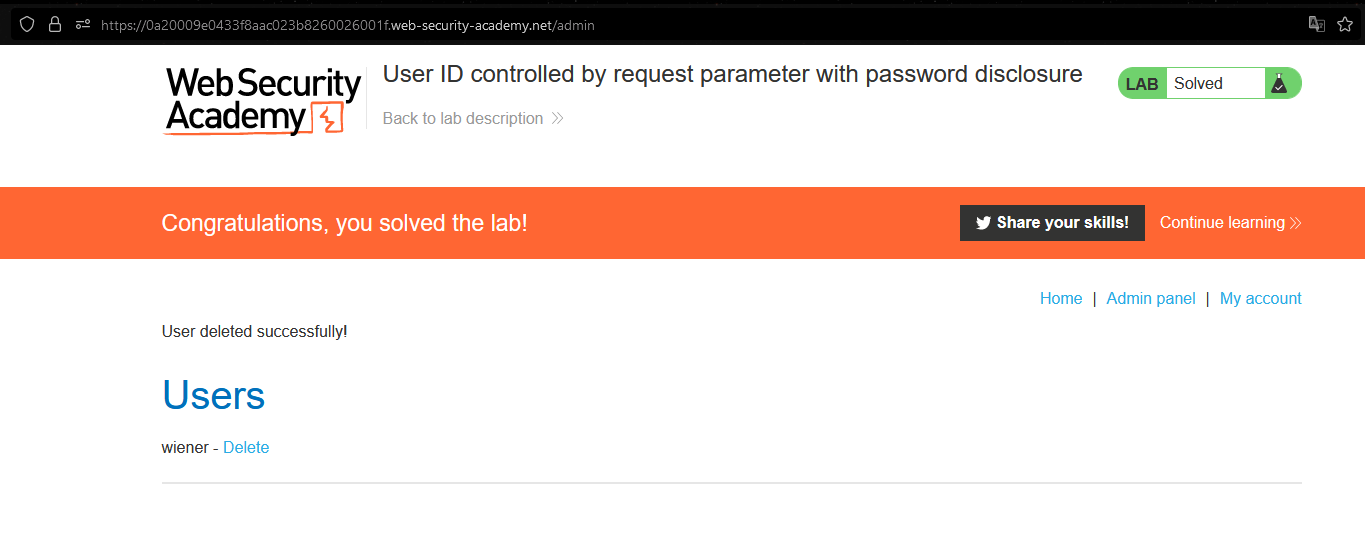 https://0a20009e0433f8aac023b8260026001f.web-security-academy.net/admin
Web Security
Academy
User ID controlled by request parameter with password disclosure
Back to lab description
LAB Solved
Congratulations, you solved the lab!
Share your skills! Continue learning
Home | Admin panel | My account
User deleted successfully!
Users
wiener - Delete